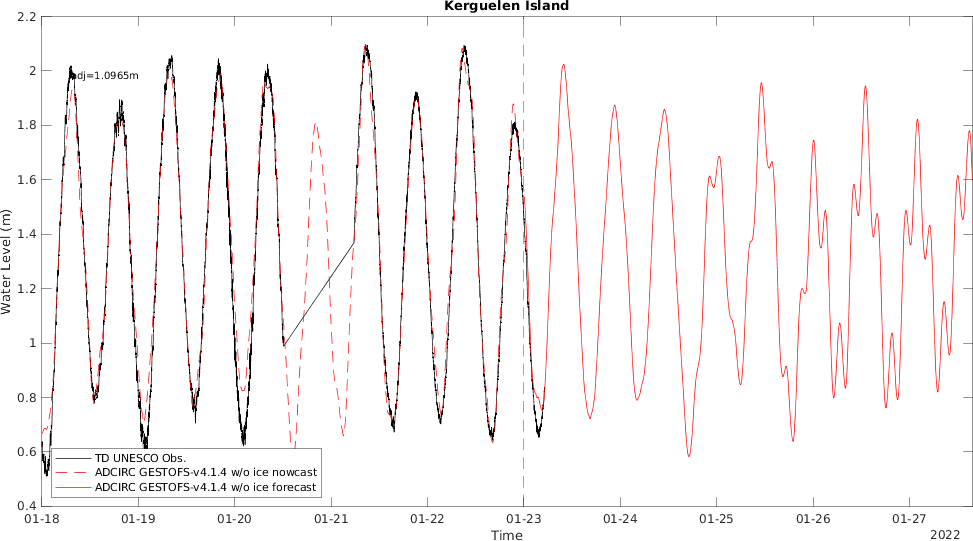 Kerguelen Island
2.2
2
1.8
1.6
1.4
1.2
1
0.8
0.6
0.4
Water Level (m)
adj=1.0965m
TD UNESCO Obs.
ADCIRC GESTOFS-v4.1.4 w/o ice nowcast
ADCIRC GESTOFS-v4.1.4 w/o ice forecast
01-18 01-19 01-20 01-21 01-22 01-23 01-24 01-25 01-26 01-27
Time
2022